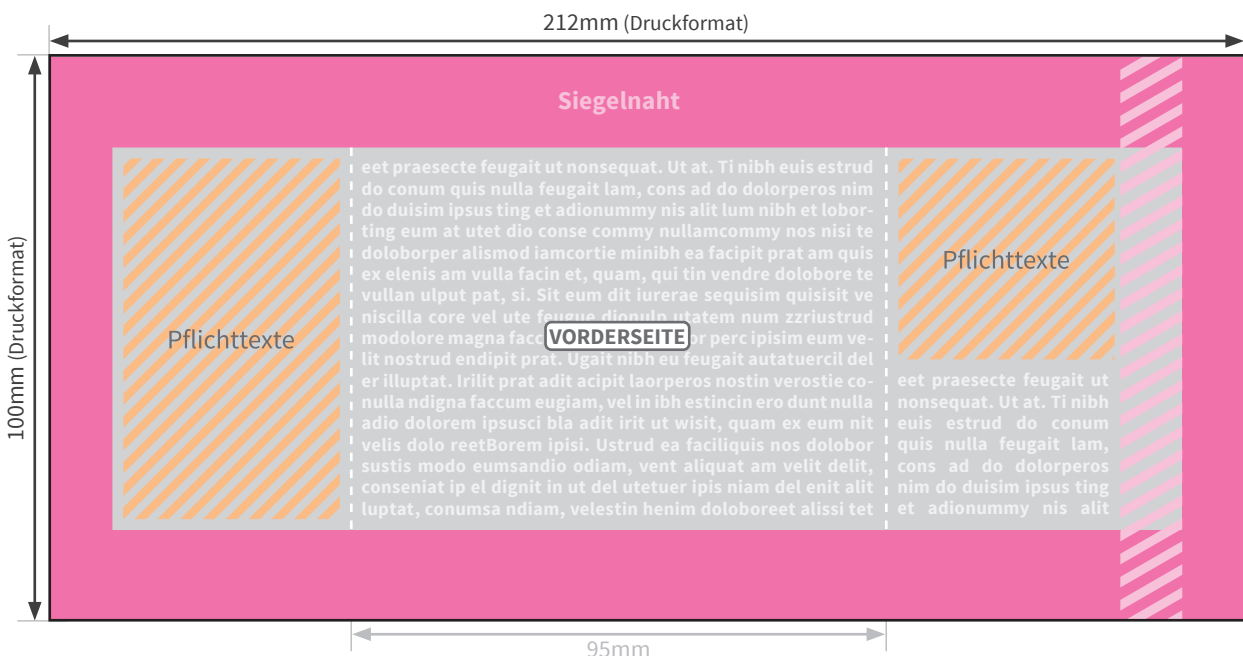 212mm (Druckformat)
100mm (Druckformat)
Siegelnaht
Pflichttexte
eet praesecte feugait ut nonsequat. Ut at. Ti nibh euis estrud
do conum quis nulla feugait lam, cons ad do dolorperos nim
do duisim ipsus ting et adionummy nis alit lum nibh et lobor-
ting eum at utet dio conse commy nullamcommy nos nisi te
doloborper alismod iamcortie minibh ea facipit prat am quis
ex elenis am vulla facin et, quam, qui tin vendre dolobore te
vullan ulput pat, si. Sit eum dit iurerae sequisim quisisit ve
niscilla core vel ute feugue dionulp utatem num zzriustrud
modolore magna facc or perc ipisim eum ve-
lit nostrud endipit prat. Ugait nibh eu feugait autatuercil del
er illuptat. Irilit prat adit acipit laorperos nostin verostie co-
nulla ndigna faccum eugiam, vel in ibh estincin ero dunt nulla
adio dolorem ipsusci bla adit irit ut wisit, quam ex eum nit
velis dolo reetBorem ipisi. Ustrud ea faciliquis nos dolobor
sustis modo eumsandio odiam, vent aliquat am velit delit,
conseniat ip el dignit in ut del utetuer ipis niam del enit alit
luptat, conumsa ndiam, velestin henim doloboreet alissi tet
VORDERSEITE
Pflichttexte
eet praesecte feugait ut
nonsequat. Ut at. Ti nibh
euis estrud do conum
quis nulla feugait lam,
cons ad do dolorperos
nim do duisim ipsus ting
et adionummy nis alit
95mm